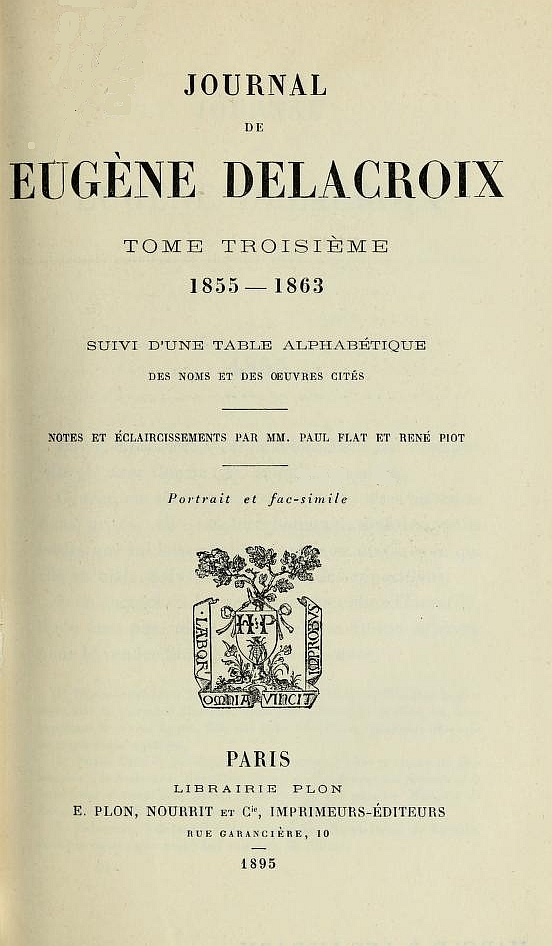 JOURNAL
DE
EUGÈNE DELACROIX
TOME TROISIÈME
1855 — 1863
SUIVI D'UNE TABLE ALPHABÉTIQUE
DES NOMS ET DES ŒUVRES CITÉS
NOTES ET ÉCLAIRCISSEMENTS PAR MM. PAUL FLAT ET RENÉ PIOT
Portrait et fac-simile
H P
LABOR
IMPROBVS
OMNIA VINCIT
PARIS
LIBRAIRIE PLON
E. PLON, NOURRIT ET Cie, IMPRIMEURS-ÉDITEURS
RUE GARANCIÈRE, 10
1895